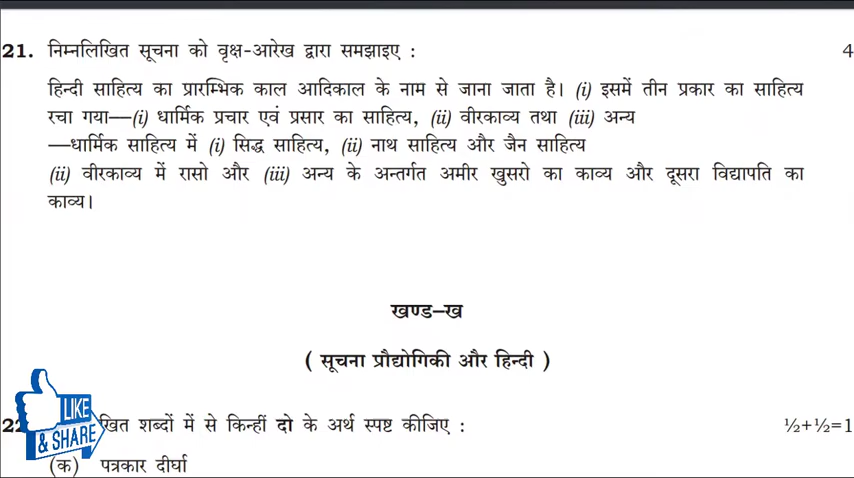 21. निम्नलिखित सूचना को वृक्ष-आरेख द्वारा समझाइए : 4
हिन्दी साहित्य का प्रारम्भिक काल आदिकाल के नाम से जाना जाता है। (i) इसमें तीन प्रकार का साहित्य
रचा गया—(i) धार्मिक प्रचार एवं प्रसार का साहित्य, (ii) वीरकाव्य तथा (iii) अन्य
—धार्मिक साहित्य में (i) सिद्ध साहित्य, (ii) नाथ साहित्य और जैन साहित्य
(ii) वीरकाव्य में रासो और (iii) अन्य के अन्तर्गत अमीर खुसरो का काव्य और दूसरा विद्यापति का
काव्य।
खण्ड–ख
( सूचना प्रौद्योगिकी और हिन्दी )
शब्दों में से किन्हीं दो के अर्थ स्पष्ट कीजिए : ½+½=1
LIKE
& SHARE
(क) पत्रकार दीर्घा